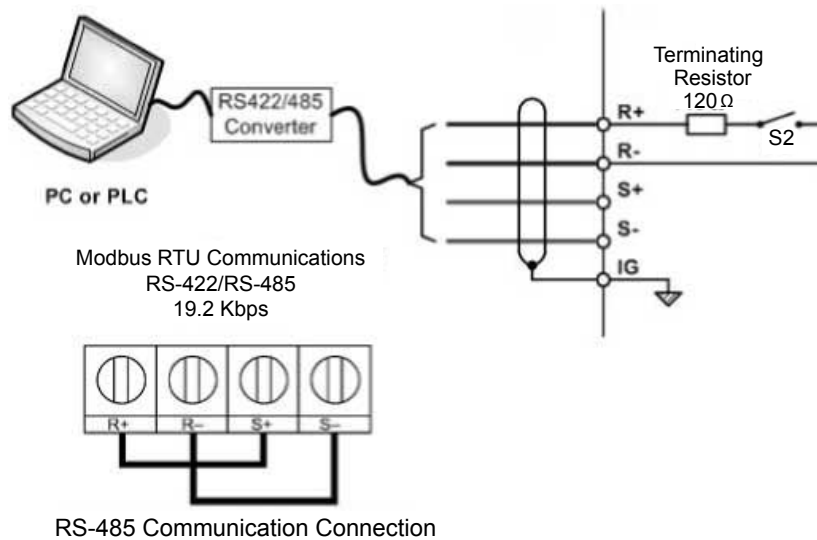 Terminating
Resistor
120 Ω
S2
RS422/485
Converter
PC or PLC
R+
R-
S+
S-
IG
Modbus RTU Communications
RS-422/RS-485
19.2 Kbps
R+ R– S+ S–
RS-485 Communication Connection